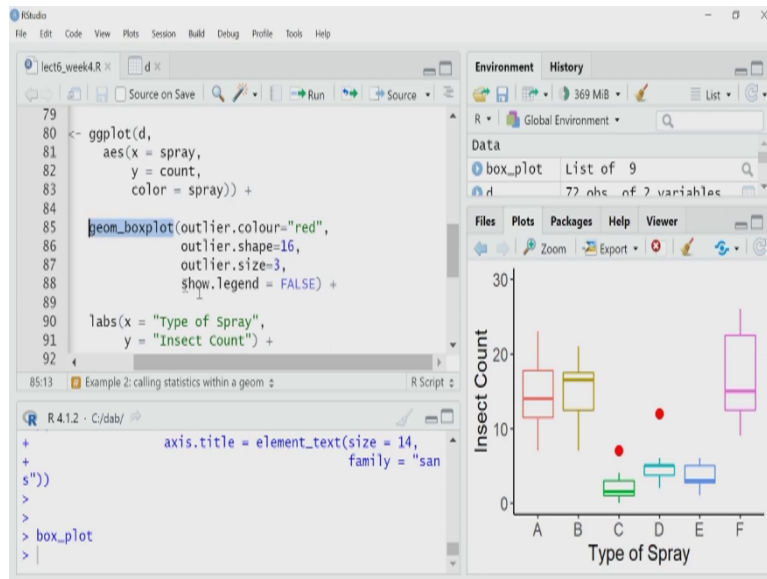 RStudio
File Edit Code View Plots Session Build Debug Profile Tools Help
lect6_week4.R × d ×
Source on Save Run Source
79
80 <- ggplot(d,
81 aes(x = spray,
82 y = count,
83 color = spray)) +
84
85 geom_boxplot(outlier.colour="red",
86 outlier.shape=16,
87 outlier.size=3,
88 show.legend = FALSE) +
89
90 labs(x = "Type of Spray",
91 y = "Insect Count") +
92
85:13 Example 2: calling statistics within a geom R Script
R 4.1.2 · C:/dab/
+ axis.title = element_text(size = 14,
+ family = "san
s"))
>
>
> box_plot
>
Environment History
369 MiB List
R Global Environment
Data
box_plot List of 9
d 72 obs. of 2 variables
Files Plots Packages Help Viewer
Zoom Export
30
20
10
0
Insect Count
A B C D E F
Type of Spray